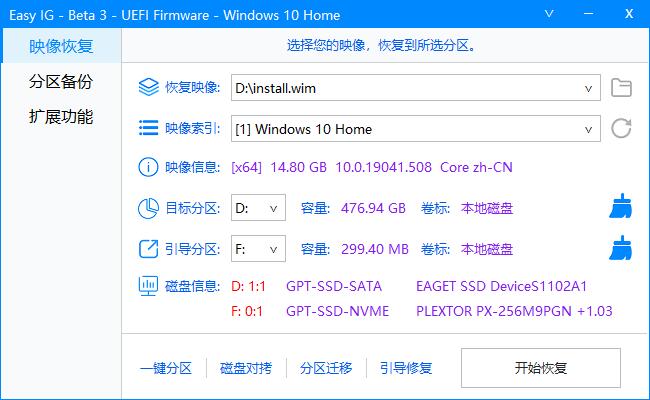 Easy IG - Beta 3 - UEFI Firmware - Windows 10 Home
映像恢复
分区备份
扩展功能
选择您的映像，恢复到所选分区。
恢复映像: D:\install.wim
映像索引: [1] Windows 10 Home
映像信息: [x64] 14.80 GB 10.0.19041.508 Core zh-CN
目标分区: D: 容量: 476.94 GB 卷标: 本地磁盘
引导分区: F: 容量: 299.40 MB 卷标: 本地磁盘
磁盘信息: D: 1:1 GPT-SSD-SATA EAGET SSD DeviceS1102A1
F: 0:1 GPT-SSD-NVME PLEXTOR PX-256M9PGN +1.03
一键分区 磁盘对拷 分区迁移 引导修复 开始恢复